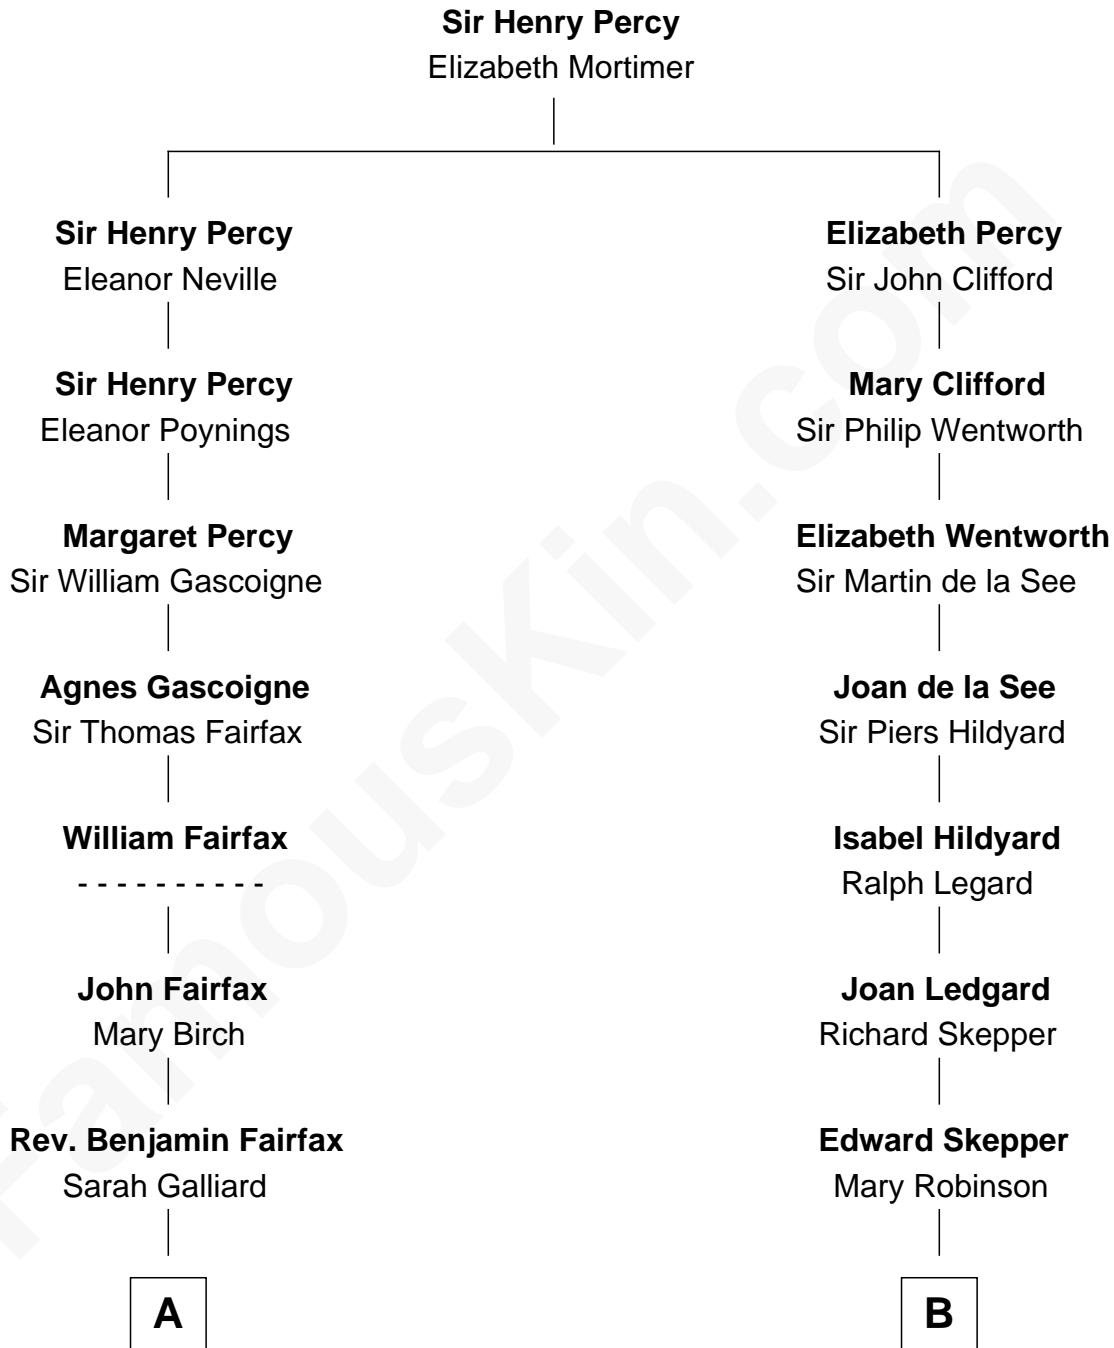 Sir Henry Percy
Elizabeth Mortimer
Sir Henry Percy
Eleanor Neville
Sir Henry Percy
Eleanor Poynings
Margaret Percy
Sir William Gascoigne
Agnes Gascoigne
Sir Thomas Fairfax
William Fairfax
- - - - - - - - - -
John Fairfax
Mary Birch
Rev. Benjamin Fairfax
Sarah Galliard
A
Elizabeth Percy
Sir John Clifford
Mary Clifford
Sir Philip Wentworth
Elizabeth Wentworth
Sir Martin de la See
Joan de la See
Sir Piers Hildyard
Isabel Hildyard
Ralph Legard
Joan Ledgard
Richard Skepper
Edward Skepper
Mary Robinson
B
FamousKin.com